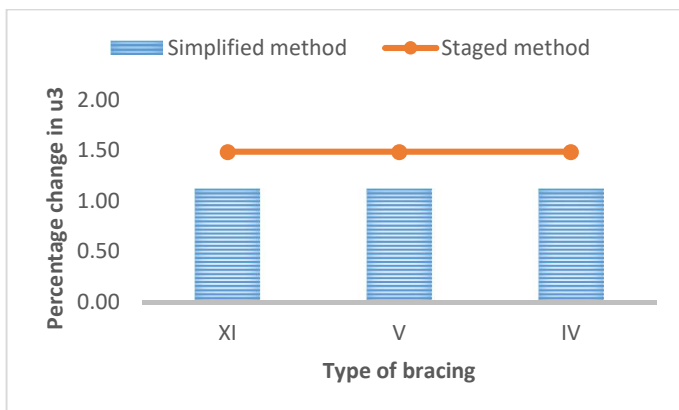 Simplified method Staged method
Percentage change in u3
2.00
1.50
1.00
0.50
0.00
XI V IV
Type of bracing